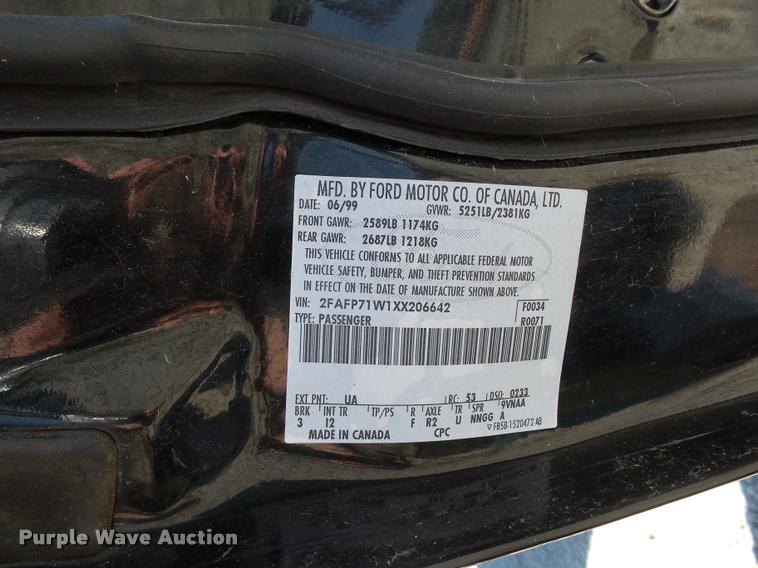 MFD. BY FORD MOTOR CO. OF CANADA, LTD.
DATE: 06/99 GVWR: 5251LB/2381KG
FRONT GAWR: 2589LB 1174KG
REAR GAWR: 2687LB 1218KG
THIS VEHICLE CONFORMS TO ALL APPLICABLE FEDERAL MOTOR
VEHICLE SAFETY, BUMPER, AND THEFT PREVENTION STANDARDS
IN EFFECT ON THE DATE OF MANUFACTURE SHOWN ABOVE.
VIN: 2FAFP71W1XX206642 F0034
TYPE: PASSENGER R0071
EXT PNT: UA RC: 53 DSO: 0233
BRK INT TR TP/PS R AXLE TR SPR 9VNAA
3 I2 F R2 U NNGG A
MADE IN CANADA CPC F85B-1520472 AB
Purple Wave Auction